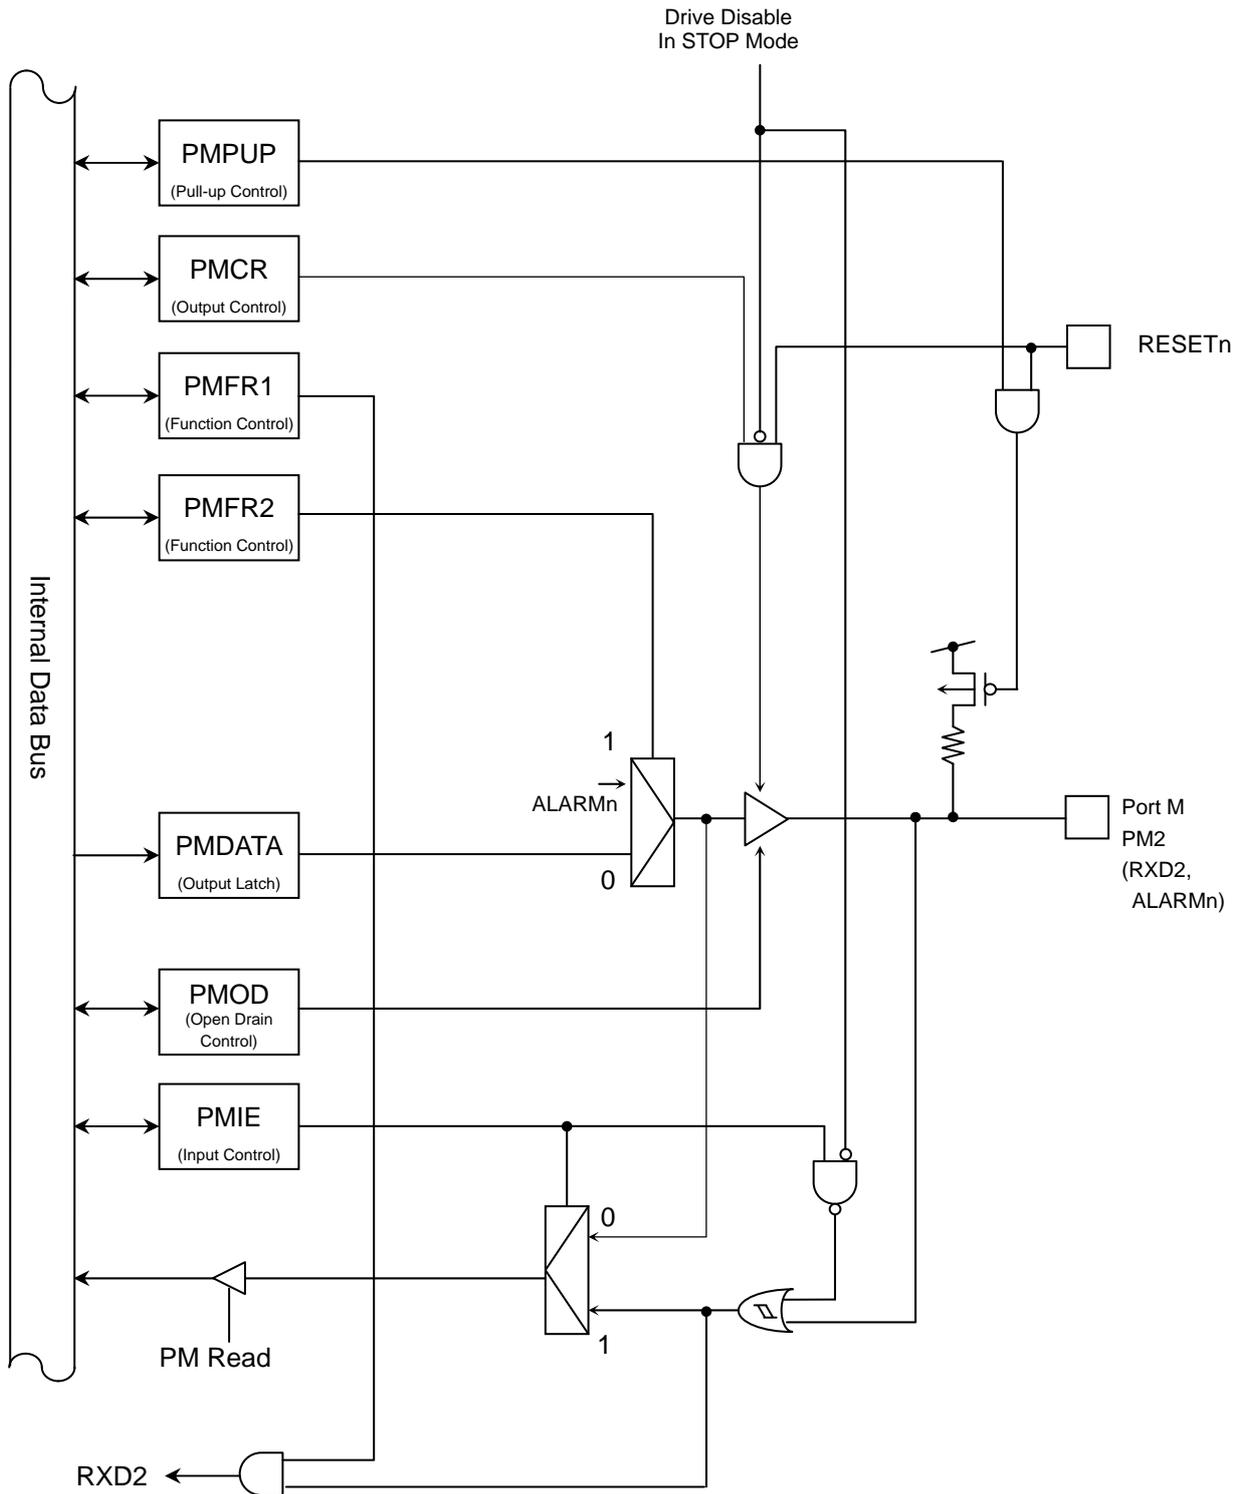 Drive Disable
In STOP Mode
PMPUP
(Pull-up Control)
PMCR
(Output Control)
RESETn
PMFR1
(Function Control)
PMFR2
(Function Control)
Internal Data Bus
1
ALARMn
0
PMDATA
(Output Latch)
Port M
PM2
(RXD2,
ALARMn)
PMOD
(Open Drain
Control)
PMIE
(Input Control)
0
1
PM Read
RXD2